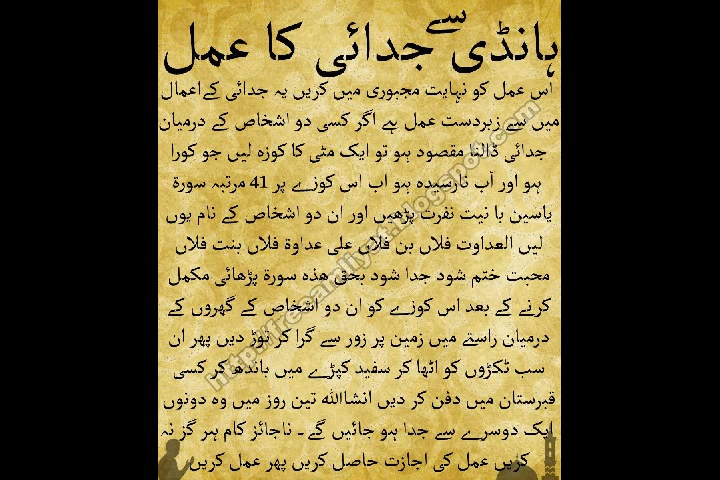 ہانڈی سے جدائی کا عمل
اس عمل کو نہایت مجبوری میں کریں یہ جدائی کے اعمال
میں سے زبردست عمل ہے اگر کسی دو اشخاص کے درمیان
جدائی ڈالنا مقصود ہو تو ایک مٹی کا کوزہ لیں جو کورا
ہو اور آب نارسیدہ ہو اب اس کوزے پر 41 مرتبہ سورۃ
یاسین با نیت نفرت پڑھیں اور ان دو اشخاص کے نام یوں
لیں العداوت فلاں بن فلاں علی عداوۃ فلاں بنت فلاں
محبت ختم شود جدا شود بحق ھذہ سورۃ پڑھائی مکمل
کرنے کے بعد اس کوزے کو ان دو اشخاص کے گھروں کے
درمیان راستے میں زمین پر زور سے گرا کر توڑ دیں پھر ان
سب ٹکڑوں کو اٹھا کر سفید کپڑے میں باندھ کر کسی
قبرستان میں دفن کر دیں انشااللہ تین روز میں وہ دونوں
ایک دوسرے سے جدا ہو جائیں گے۔ ناجائز کام ہر گز نہ
کریں عمل کی اجازت حاصل کریں پھر عمل کریں